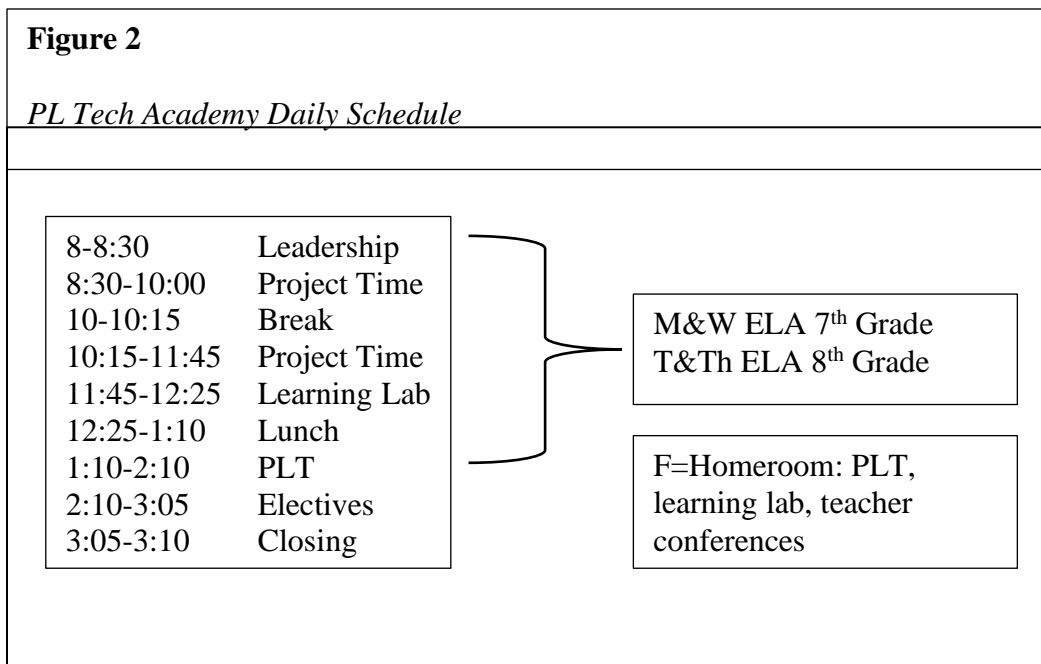 Figure 2
PL Tech Academy Daily Schedule
8-8:30 Leadership
8:30-10:00 Project Time
10-10:15 Break
10:15-11:45 Project Time
11:45-12:25 Learning Lab
12:25-1:10 Lunch
1:10-2:10 PLT
2:10-3:05 Electives
3:05-3:10 Closing
M&W ELA 7th Grade
T&Th ELA 8th Grade
F=Homeroom: PLT,
learning lab, teacher
conferences